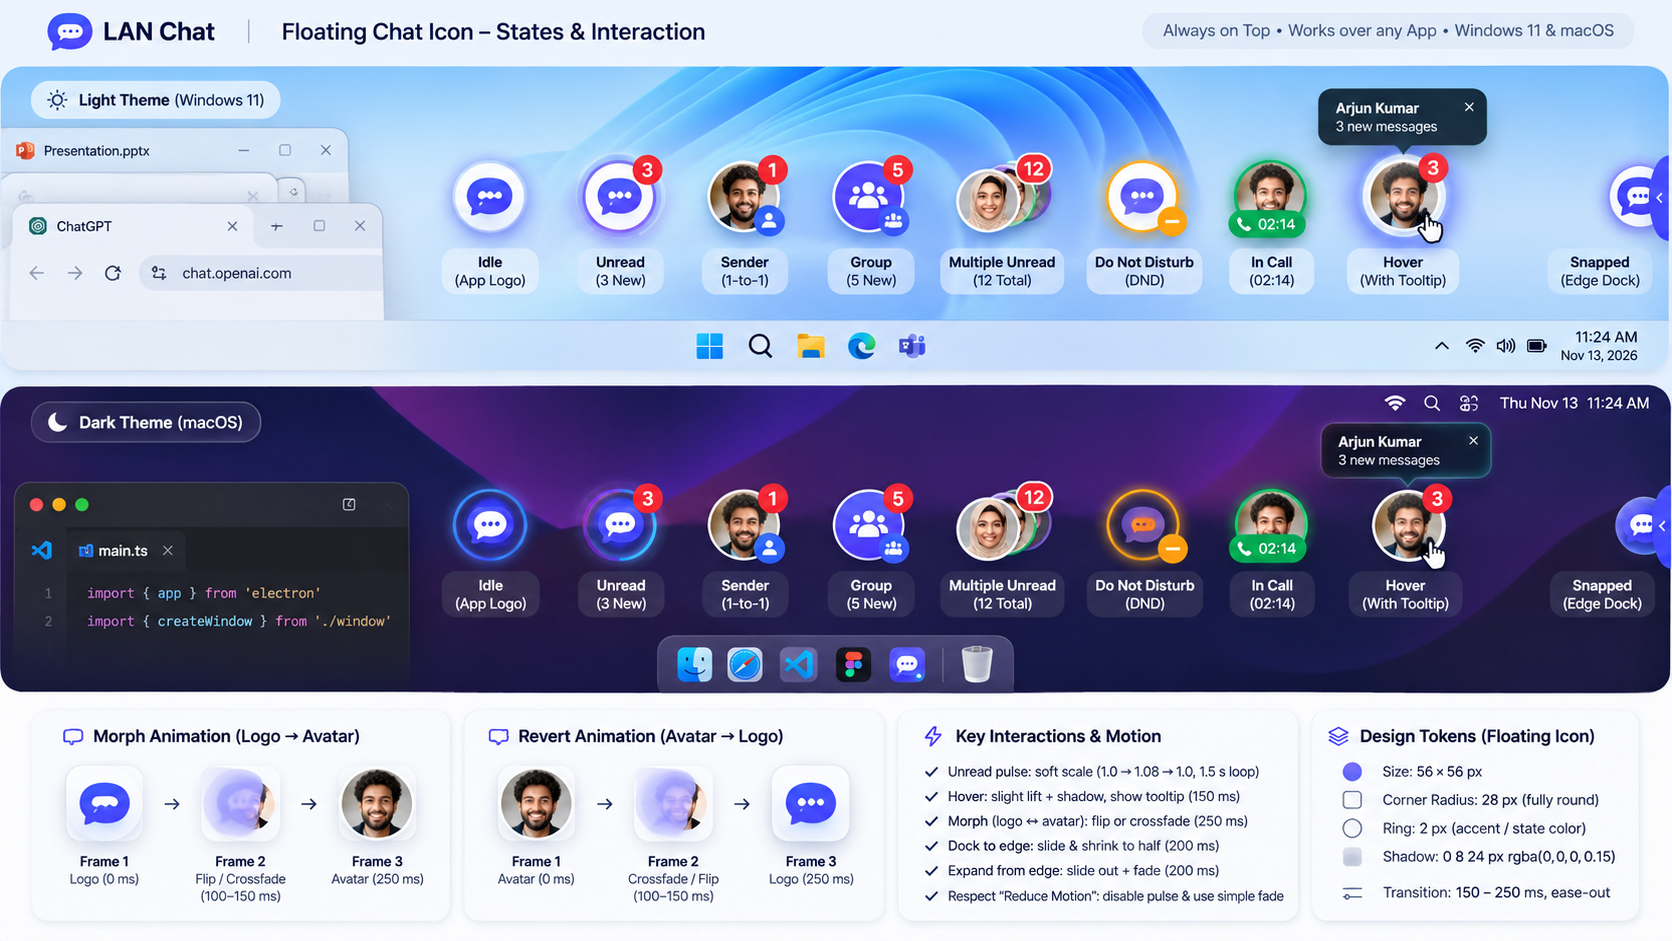 LAN Chat
Floating Chat Icon – States & Interaction
Always on Top • Works over any App • Windows 11 & macOS
Light Theme (Windows 11)
Presentation.pptx
ChatGPT
chat.openai.com
Arjun Kumar
3 new messages
3
1
5
12
02:14
3
Idle
(App Logo)
Unread
(3 New)
Sender
(1-to-1)
Group
(5 New)
Multiple Unread
(12 Total)
Do Not Disturb
(DND)
In Call
(02:14)
Hover
(With Tooltip)
Snapped
(Edge Dock)
11:24 AM
Nov 13, 2026
Dark Theme (macOS)
Thu Nov 13 11:24 AM
Arjun Kumar
3 new messages
main.ts
1 import { app } from 'electron'
2 import { createWindow } from './window'
3
1
5
12
02:14
3
Idle
(App Logo)
Unread
(3 New)
Sender
(1-to-1)
Group
(5 New)
Multiple Unread
(12 Total)
Do Not Disturb
(DND)
In Call
(02:14)
Hover
(With Tooltip)
Snapped
(Edge Dock)
Morph Animation (Logo → Avatar)
Frame 1
Logo (0 ms)
Frame 2
Flip / Crossfade
(100–150 ms)
Frame 3
Avatar (250 ms)
Revert Animation (Avatar → Logo)
Frame 1
Avatar (0 ms)
Frame 2
Crossfade / Flip
(100–150 ms)
Frame 3
Logo (250 ms)
Key Interactions & Motion
Unread pulse: soft scale (1.0 → 1.08 → 1.0, 1.5 s loop)
Hover: slight lift + shadow, show tooltip (150 ms)
Morph (logo ↔ avatar): flip or crossfade (250 ms)
Dock to edge: slide & shrink to half (200 ms)
Expand from edge: slide out + fade (200 ms)
Respect “Reduce Motion”: disable pulse & use simple fade
Design Tokens (Floating Icon)
Size: 56 × 56 px
Corner Radius: 28 px (fully round)
Ring: 2 px (accent / state color)
Shadow: 0 8 24 px rgba(0, 0, 0, 0.15)
Transition: 150 – 250 ms, ease-out